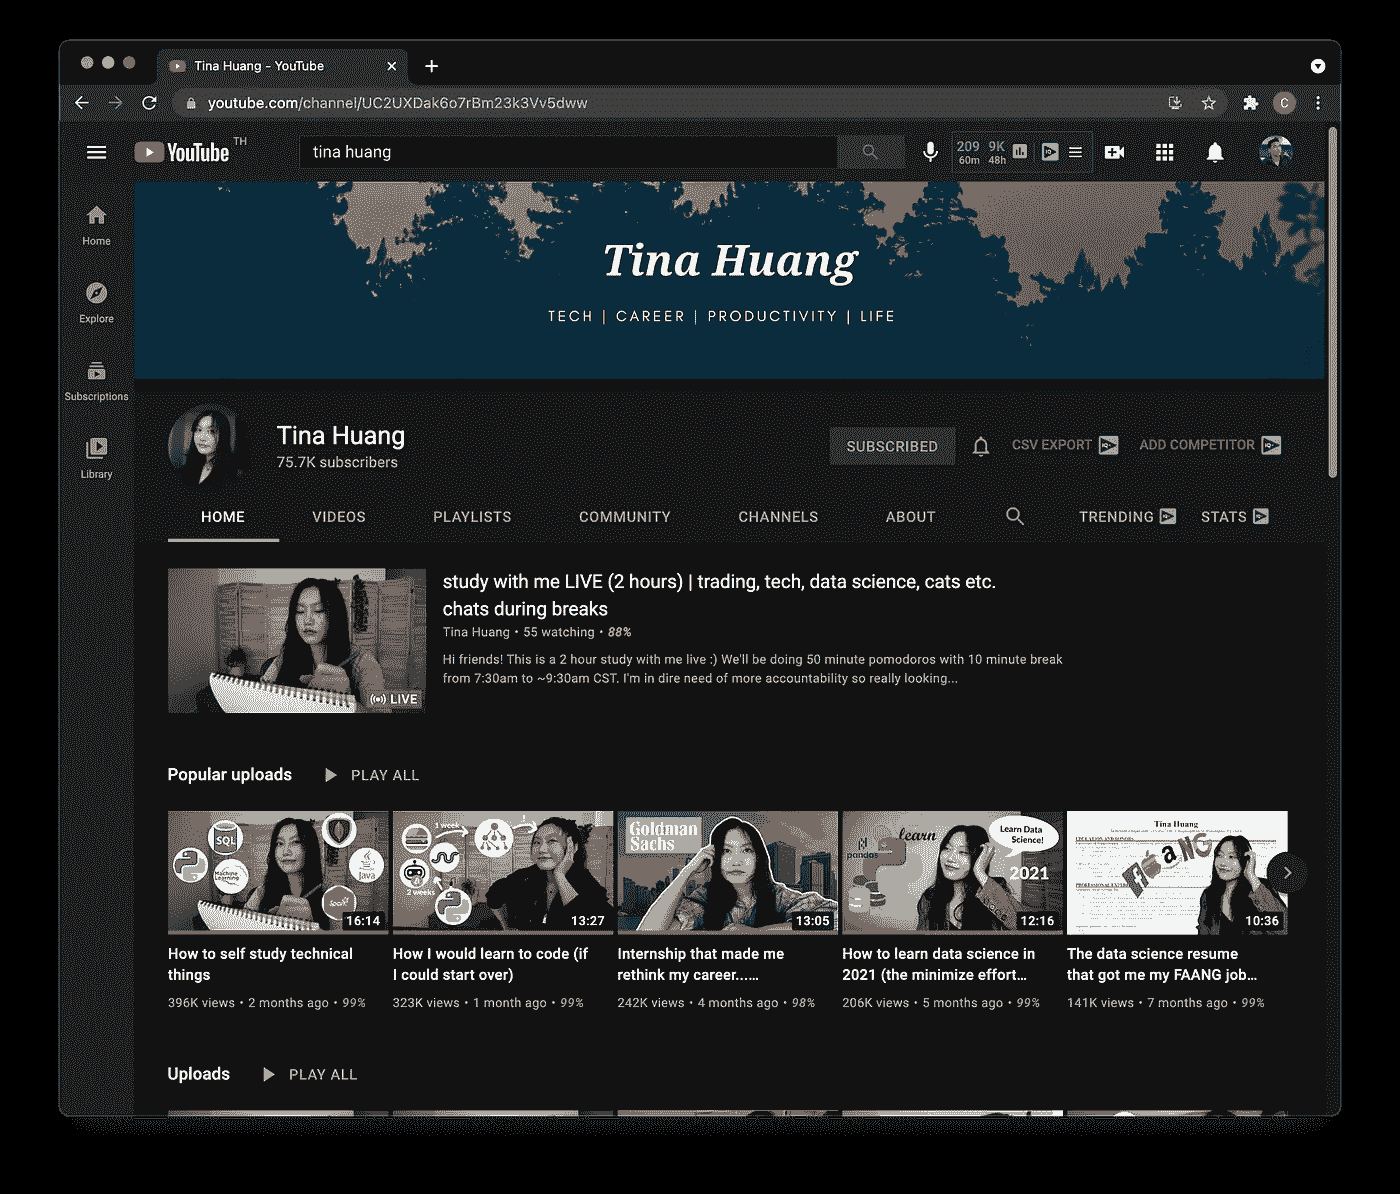 Tina Huang - YouTube
youtube.com/channel/UC2UXDak6o7rBm23k3Vv5dww
C
YouTube TH
tina huang
209 9K
60m 48h
Home
Explore
Subscriptions
Library
Tina Huang
TECH | CAREER | PRODUCTIVITY | LIFE
Tina Huang
75.7K subscribers
SUBSCRIBED
CSV EXPORT
ADD COMPETITOR
HOME VIDEOS PLAYLISTS COMMUNITY CHANNELS ABOUT TRENDING STATS
study with me LIVE (2 hours) | trading, tech, data science, cats etc.
chats during breaks
Tina Huang • 55 watching • 88%
Hi friends! This is a 2 hour study with me live :) We'll be doing 50 minute pomodoros with 10 minute break
from 7:30am to ~9:30am CST. I'm in dire need of more accountability so really looking...
LIVE
Popular uploads PLAY ALL
SQL
Machine
Learning
Java
Spark
16:14
How to self study technical
things
396K views • 2 months ago • 99%
1 week
2 weeks
13:27
How I would learn to code (if
I could start over)
323K views • 1 month ago • 99%
Goldman
Sachs
13:05
Internship that made me
rethink my career......
242K views • 4 months ago • 98%
learn
pandas
Learn Data
Science!
2021
12:16
How to learn data science in
2021 (the minimize effort...
206K views • 5 months ago • 99%
Tina Huang
faaNG
10:36
The data science resume
that got me my FAANG job...
141K views • 7 months ago • 99%
Uploads PLAY ALL